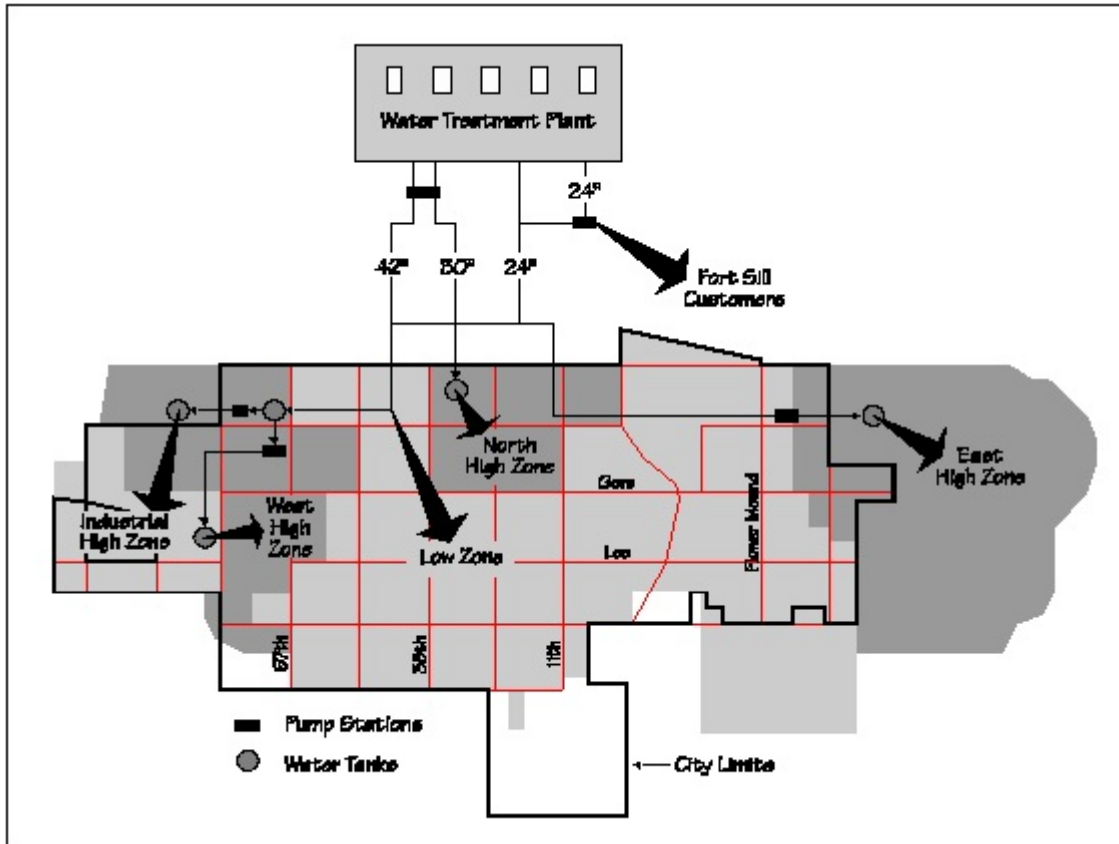 Water Treatment Plant
24"
42"
30"
24"
Fort Sill
Customers
North
High Zone
East
High Zone
Gore
Flower Mound
Industrial
High Zone
West
High
Zone
Low Zone
Lee
67th
38th
11th
Pump Stations
Water Tanks
City Limits